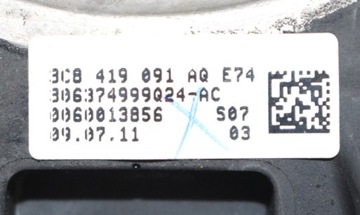 3C8 419 091 AQ E74
306374999Q24-AC
0060013856 S07
09.07.11 03